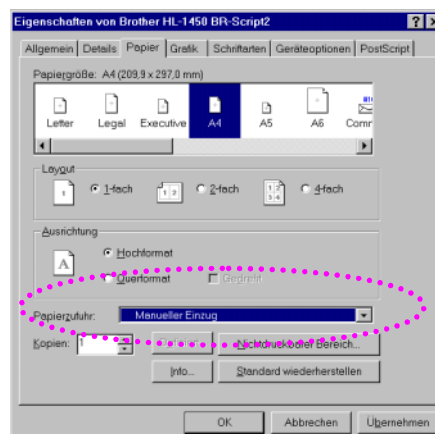 Eigenschaften von Brother HL-1450 BR-Script2
Allgemein Details Papier Grafik Schriftarten Geräteoptionen PostScript
Papiergröße: A4 (209,9 x 297,0 mm)
Letter Legal Executive A4 A5 A6 Comm
Layout
1-fach 2-fach 4-fach
Ausrichtung
Hochformat
Querformat Gedreht
Papierzufuhr: Manueller Einzug
Kopien: 1 Nichtdruckbarer Bereich...
Info... Standard wiederherstellen
OK Abbrechen Übernehmen